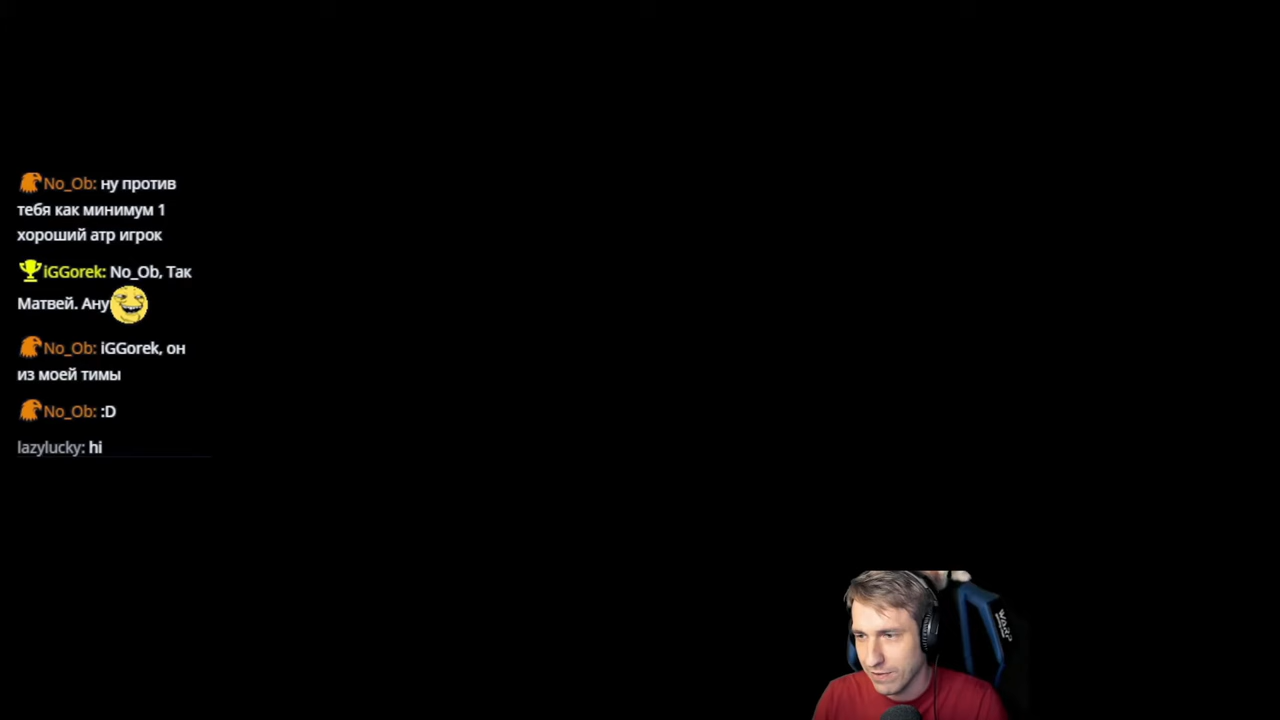 No_Ob: ну против
тебя как минимум 1
хороший атр игрок
iGGorek: No_Ob, Так
Матвей. Ану
No_Ob: iGGorek, он
из моей тимы
No_Ob: :D
lazylucky: hi
WARP